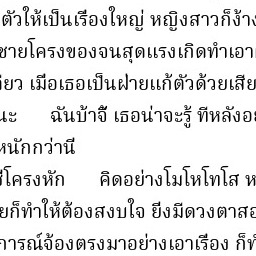 ตัวให้เป็นเรื่องใหญ่ หญิงสาวก็ง้าง
ชายโครงของจนสุดแรงเกิดทำเอา
ียว เมื่อเธอเป็นฝ่ายแก้ตัวด้วยเสีย
นะ ฉันบ้าจี้ เธอน่าจะรู้ ทีหลังอย
หนักกว่านี้
ซี่โครงหัก คิดอย่างโมโหโทโส ห
ยก็ทำให้ต้องสงบใจ ยิ่งมีดวงตาสอ
การณ์จ้องตรงมาอย่างเอาเรื่อง ก็ทำ